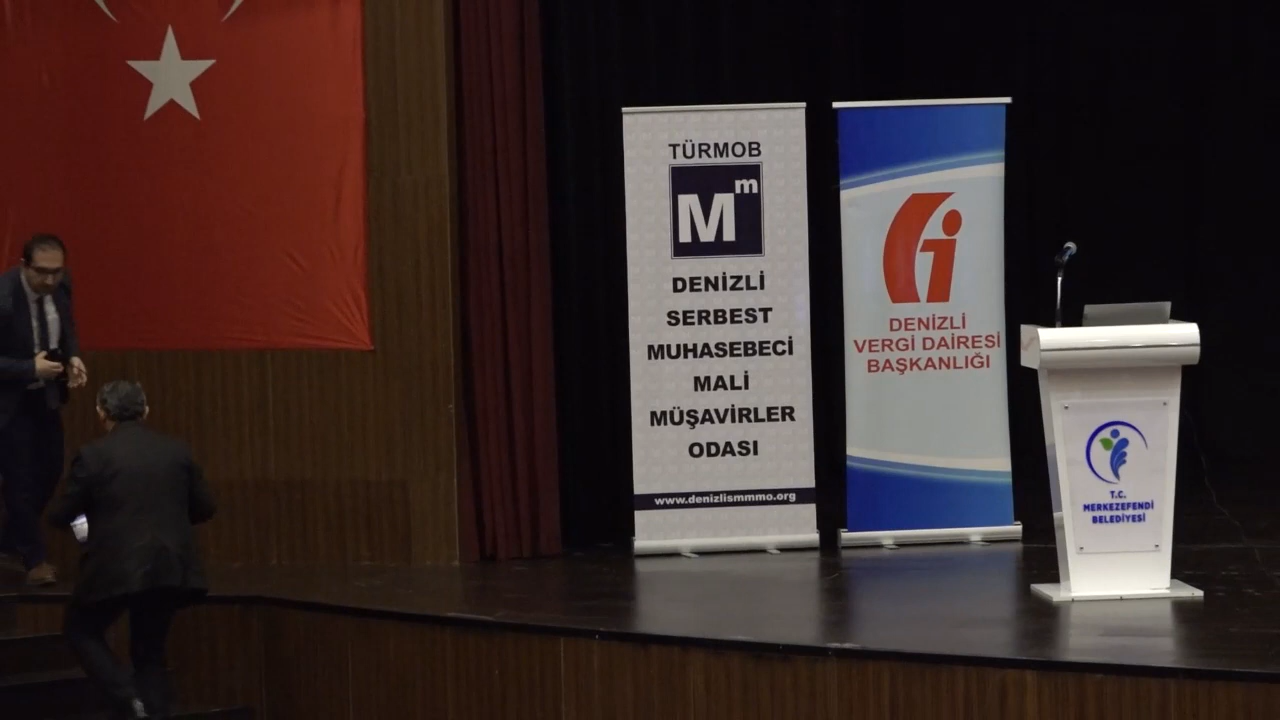 TÜRMOB
Mm
DENİZLİ
SERBEST
MUHASEBECİ
MALİ
MÜŞAVİRLER
ODASI
www.denizlismmmo.org
DENİZLİ
VERGİ DAİRESİ
BAŞKANLIĞI
T.C.
MERKEZEFENDİ
BELEDİYESİ